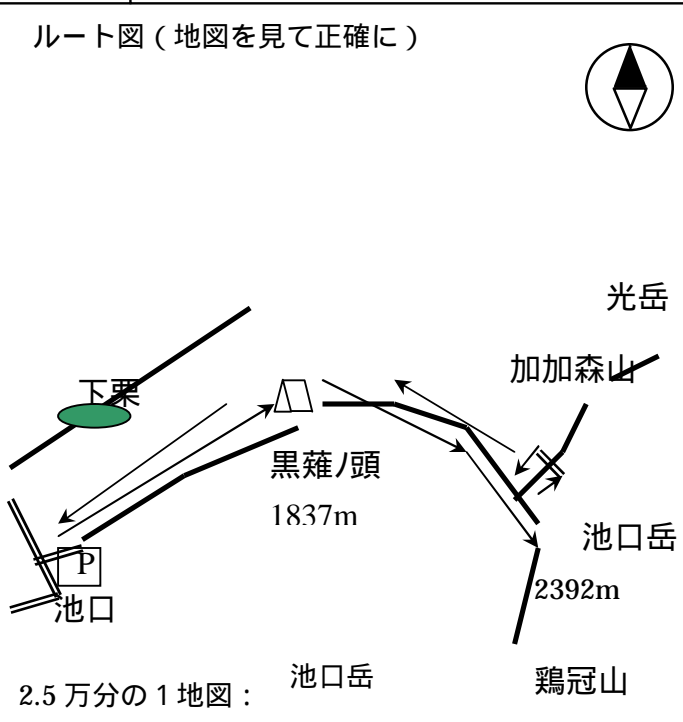 ルート図(地図を見て正確に)
光岳
加加森山
下栗
黒薙ノ頭
1837m
池口岳
2392m
P
池口
2.5万分の1地図: 池口岳
鶏冠山